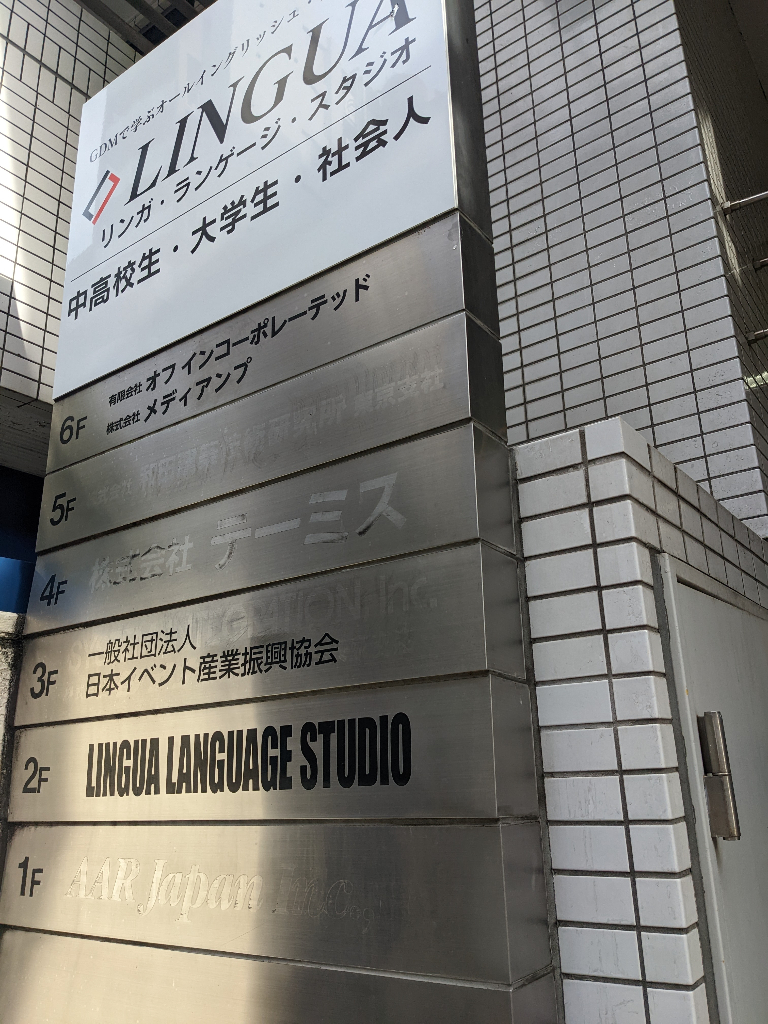 GDMで学ぶオールイングリッシュ
LINGUA
リンガ・ランゲージ・スタジオ
中高校生・大学生・社会人
6F
有限会社 オフ インコーポレーテッド
株式会社 メディアンプ
5F
4F 株式会社 テーミス
3F
一般社団法人
日本イベント産業振興協会
2F LINGUA LANGUAGE STUDIO
1F AAR Japan Inc.